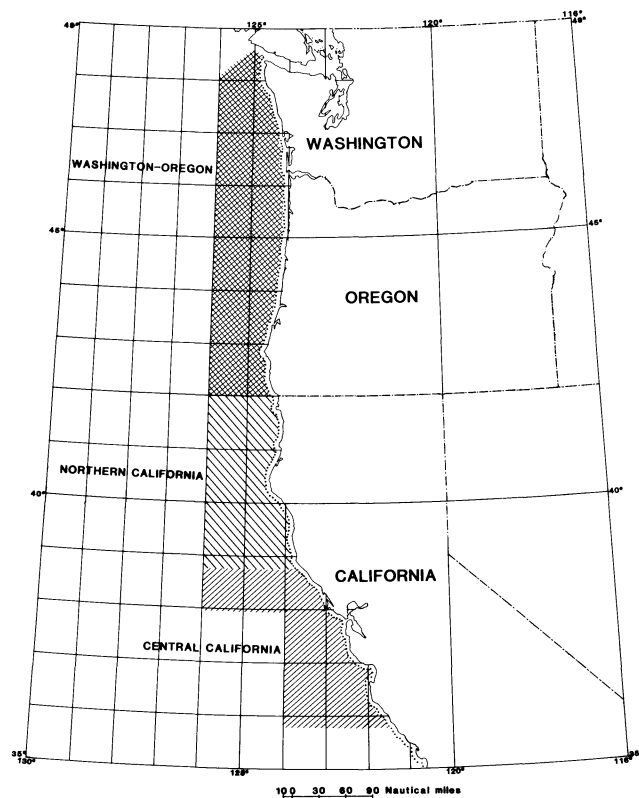 125° 120° 116°
49° 49°
WASHINGTON
WASHINGTON-OREGON
45° 45°
OREGON
NORTHERN CALIFORNIA
40° 40°
CALIFORNIA
CENTRAL CALIFORNIA
35° 35°
130° 125° 120° 116°
10 0 30 60 90 Nautical miles